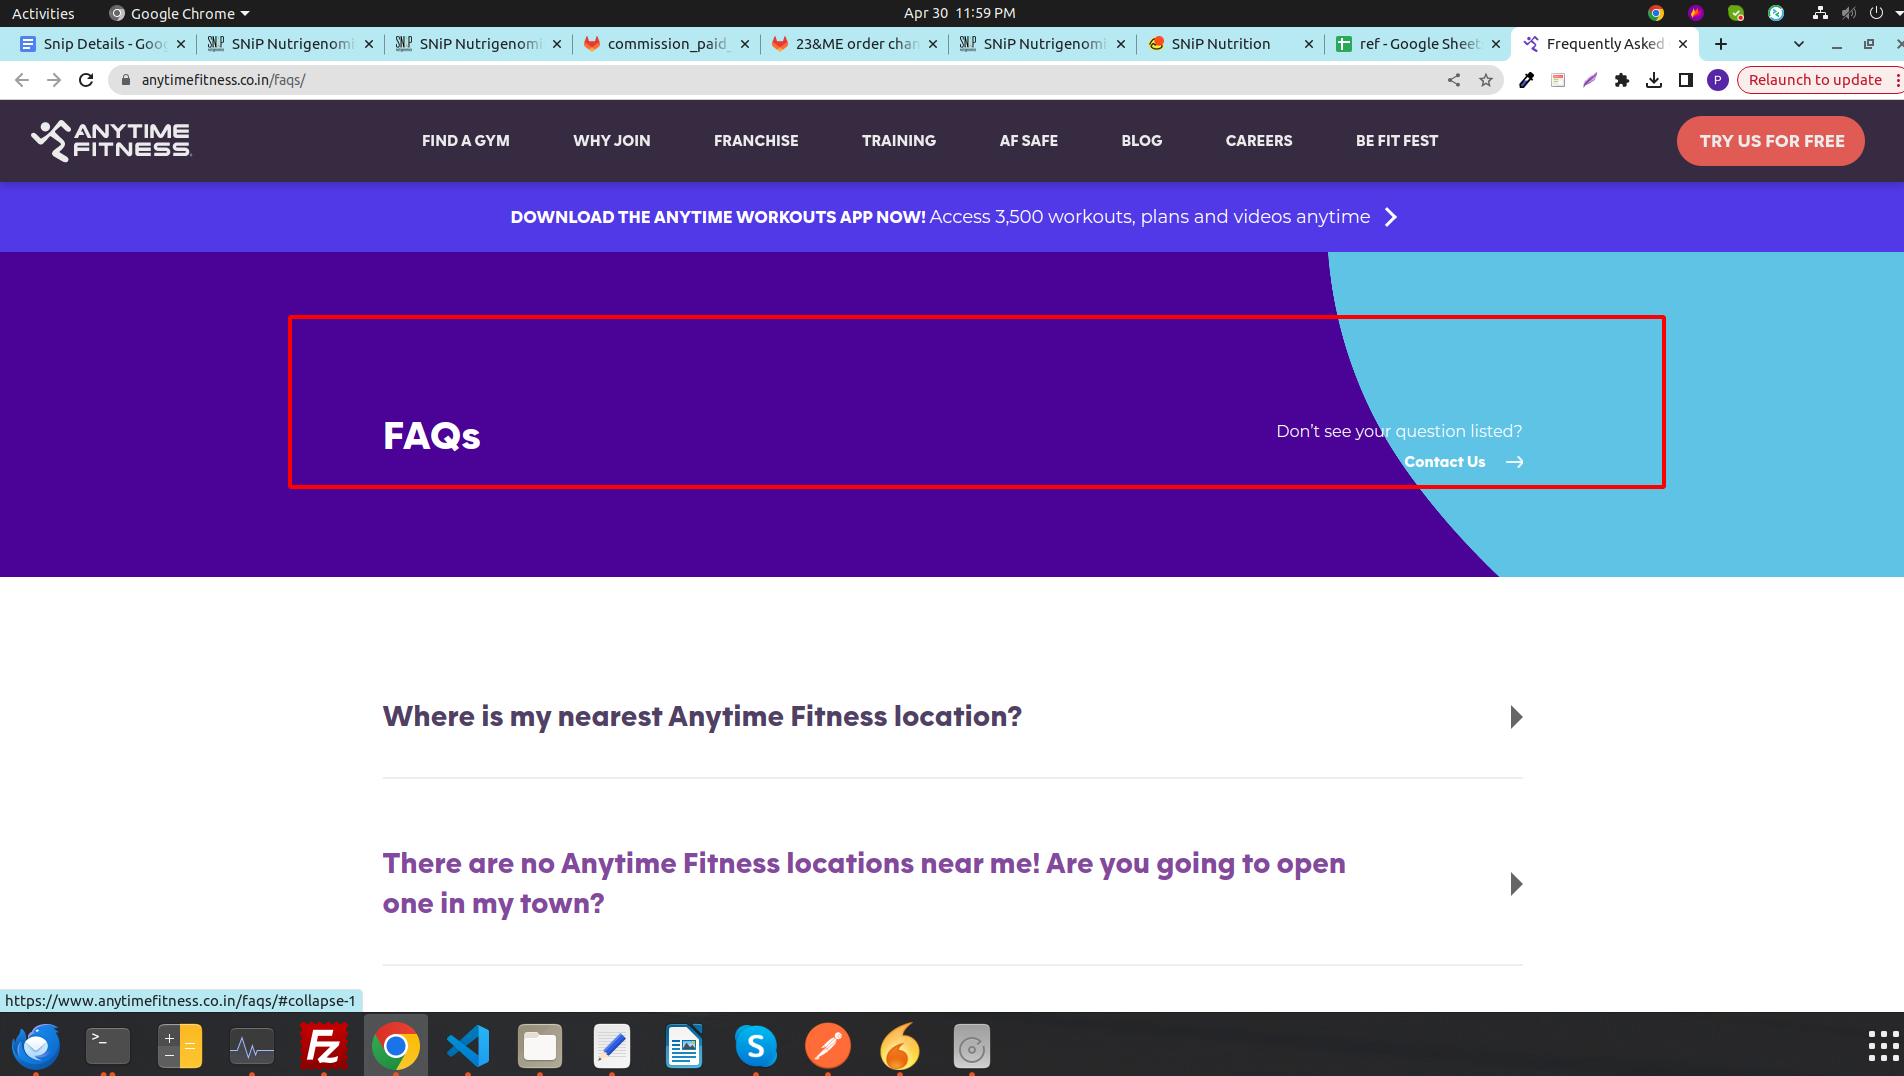 Activities
Google Chrome
Apr 30 11:59 PM
Snip Details - Goo
SNiP Nutrigenomi
SNiP Nutrigenomi
commission_paid_
23&ME order chan
SNiP Nutrigenomi
SNiP Nutrition
ref - Google Sheet
Frequently Asked
anytimefitness.co.in/faqs/
P
Relaunch to update
ANYTIME
FITNESS
FIND A GYM
WHY JOIN
FRANCHISE
TRAINING
AF SAFE
BLOG
CAREERS
BE FIT FEST
TRY US FOR FREE
DOWNLOAD THE ANYTIME WORKOUTS APP NOW! Access 3,500 workouts, plans and videos anytime
FAQs
Don’t see your question listed?
Contact Us
Where is my nearest Anytime Fitness location?
There are no Anytime Fitness locations near me! Are you going to open
one in my town?
https://www.anytimefitness.co.in/faqs/#collapse-1